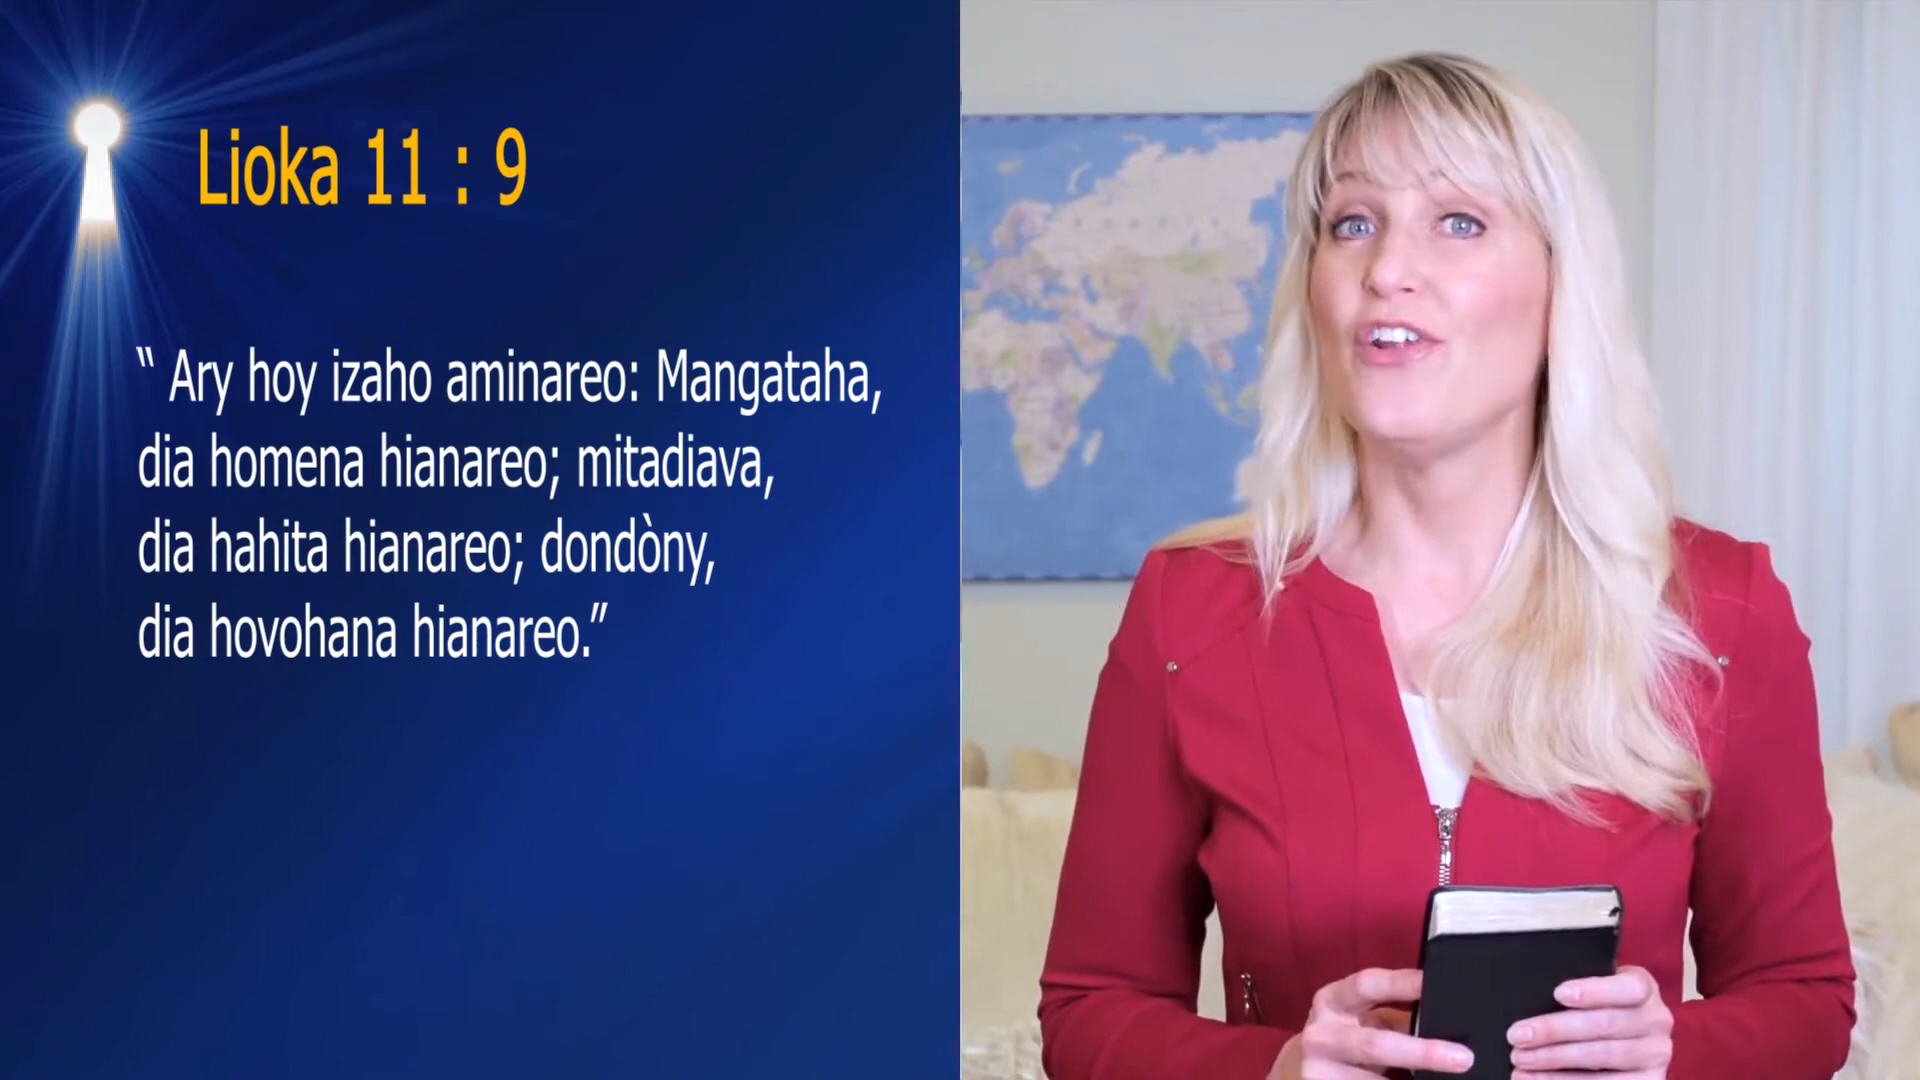 Lioka 11 : 9
“ Ary hoy izaho aminareo: Mangataha,
dia homena hianareo; mitadiava,
dia hahita hianareo; dondòny,
dia hovohana hianareo.”